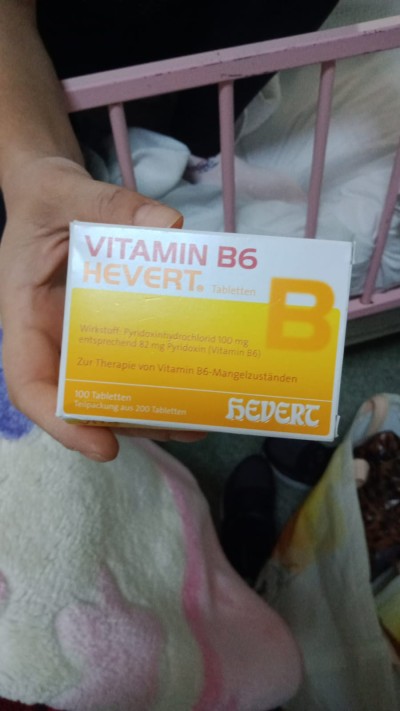 VITAMIN B6
HEVERT® Tabletten
B
Wirkstoff: Pyridoxinhydrochlorid 100 mg
entsprechend 82 mg Pyridoxin (Vitamin B6)
Zur Therapie von Vitamin B6-Mangelzuständen
100 Tabletten
Teilpackung aus 200 Tabletten
HEVERT